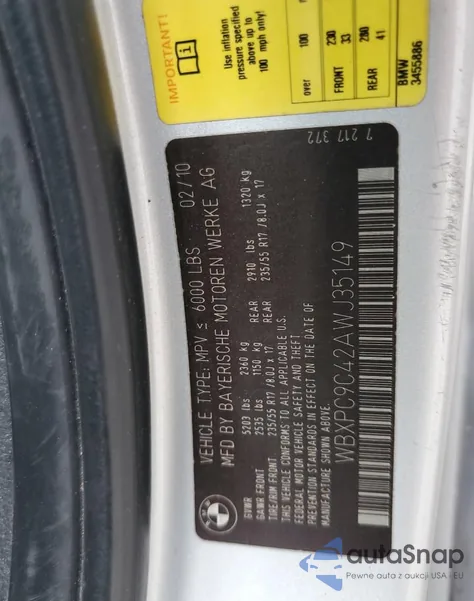 IMPORTANT!
Use inflation
pressure specified
above up to
100 mph only!
over 100
FRONT 230 33
REAR 280 41
BMW
3455886
7 217 372
VEHICLE TYPE: MPV ≤ 6000 LBS 02/10
MFD BY BAYERISCHE MOTOREN WERKE AG
GVWR 5203 lbs 2360 kg
GAWR FRONT 2535 lbs 1150 kg REAR 2910 lbs 1320 kg
TIRE/RIM FRONT 235/55 R17 /8.0J x 17 REAR 235/55 R17 /8.0J x 17
THIS VEHICLE CONFORMS TO ALL APPLICABLE U.S.
FEDERAL MOTOR VEHICLE SAFETY AND THEFT
PREVENTION STANDARDS IN EFFECT ON THE DATE OF
MANUFACTURE SHOWN ABOVE.
WBXPC9C42AWJ35149
BMW
autaSnap
Pewne auta z aukcji USA i EU